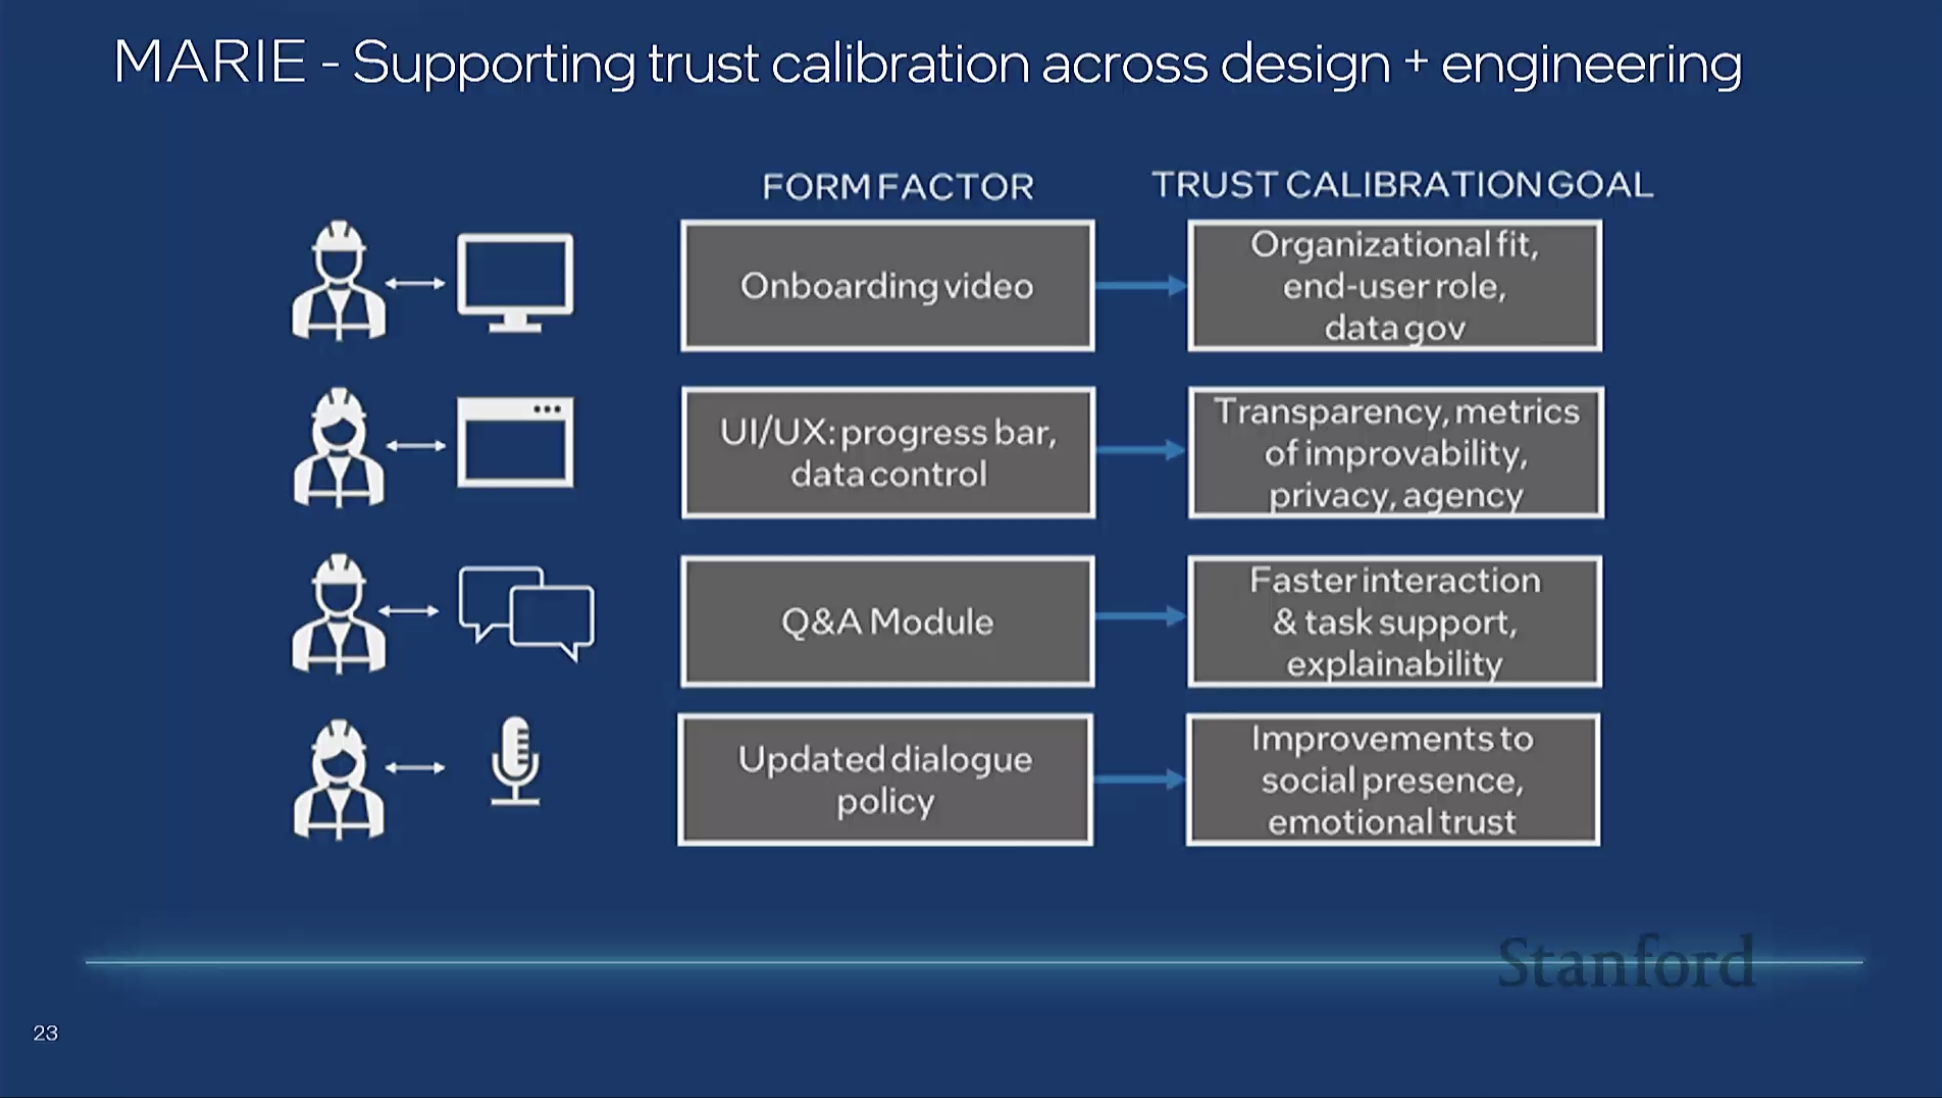 MARIE - Supporting trust calibration across design + engineering
FORM FACTOR
TRUST CALIBRATION GOAL
Onboarding video
Organizational fit,
end-user role,
data gov
UI/UX: progress bar,
data control
Transparency, metrics
of improvability,
privacy, agency
Q&A Module
Faster interaction
& task support,
explainability
Updated dialogue
policy
Improvements to
social presence,
emotional trust
Stanford
23